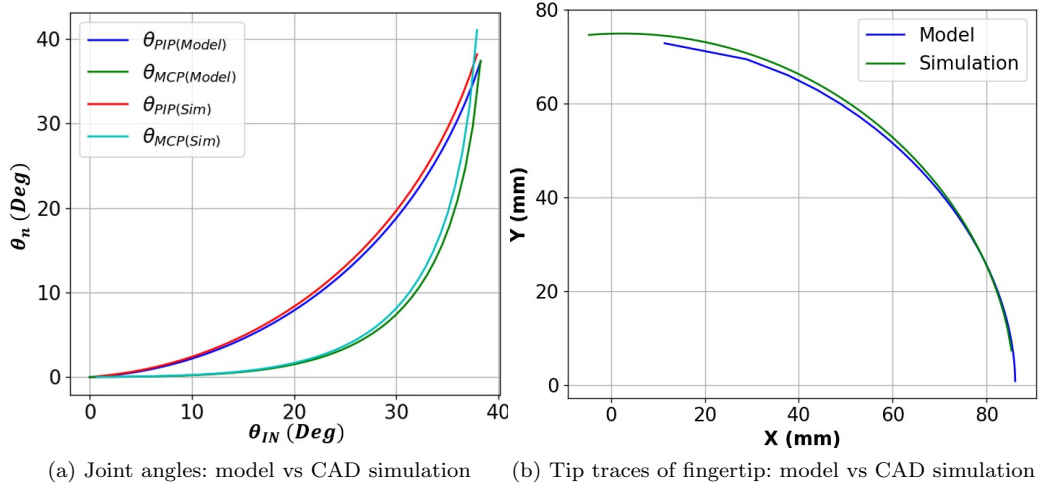 40
30
20
10
0
θn (Deg)
θPIP(Model)
θMCP(Model)
θPIP(Sim)
θMCP(Sim)
0
10
20
30
40
θIN (Deg)
(a) Joint angles: model vs CAD simulation
80
60
40
20
0
Y (mm)
Model
Simulation
0
20
40
60
80
X (mm)
(b) Tip traces of fingertip: model vs CAD simulation